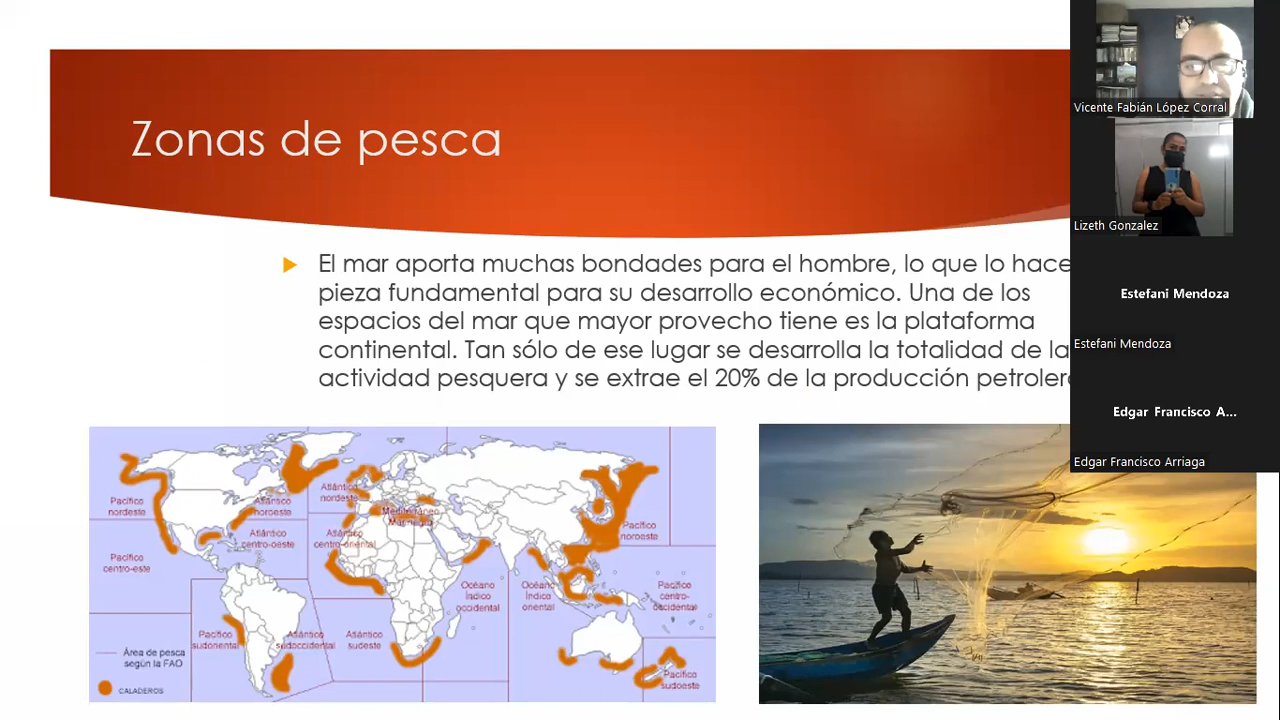 Zonas de pesca
El mar aporta muchas bondades para el hombre, lo que lo hace
pieza fundamental para su desarrollo económico. Una de los
espacios del mar que mayor provecho tiene es la plataforma
continental. Tan sólo de ese lugar se desarrolla la totalidad de la
actividad pesquera y se extrae el 20% de la producción petroler
Pacífico
nordeste
Atlántico
noroeste
Atlántico
nordeste
Mediterráneo
Pacífico
noroeste
Pacífico
centro-este
Atlántico
centro-oeste
Atlántico
centro-oriental
Océano
Índico
occidental
Océano
Índico
oriental
Pacífico
centro-
occidental
Pacífico
sudoriental
Atlántico
sudoccidental
Atlántico
sudeste
Pacífico
sudoeste
Área de pesca
según la FAO
CALADEROS
Vicente Fabián López Corral
Lizeth Gonzalez
Estefani Mendoza
Estefani Mendoza
Edgar Francisco A...
Edgar Francisco Arriaga